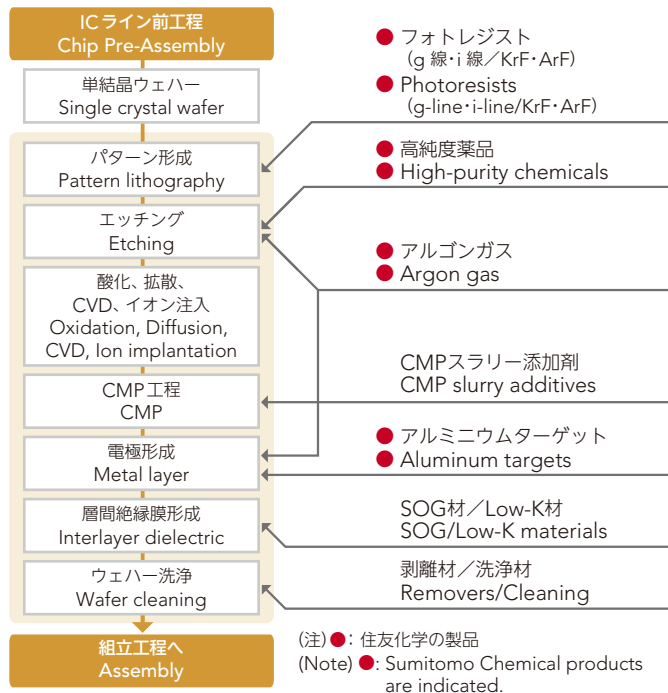 ICライン前工程
Chip Pre-Assembly
単結晶ウェハー
Single crystal wafer
パターン形成
Pattern lithography
エッチング
Etching
酸化、拡散、
CVD、イオン注入
Oxidation, Diffusion,
CVD, Ion implantation
CMP工程
CMP
電極形成
Metal layer
層間絶縁膜形成
Interlayer dielectric
ウェハー洗浄
Wafer cleaning
組立工程へ
Assembly
● フォトレジスト
(g 線・i 線／KrF・ArF)
● Photoresists
(g-line・i-line/KrF・ArF)
● 高純度薬品
● High-purity chemicals
● アルゴンガス
● Argon gas
CMPスラリー添加剤
CMP slurry additives
● アルミニウムターゲット
● Aluminum targets
SOG材／Low-K材
SOG/Low-K materials
剥離材／洗浄材
Removers/Cleaning
(注) ●: 住友化学の製品
(Note) ●: Sumitomo Chemical products
are indicated.